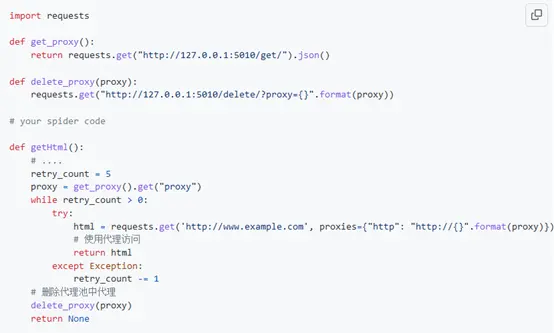 import requests
def get_proxy():
    return requests.get("http://127.0.0.1:5010/get/").json()
def delete_proxy(proxy):
    requests.get("http://127.0.0.1:5010/delete/?proxy={}".format(proxy))
# your spider code
def getHtml():
    # ....
    retry_count = 5
    proxy = get_proxy().get("proxy")
    while retry_count > 0:
        try:
            html = requests.get('http://www.example.com', proxies={"http": "http://{}".format(proxy)})
            # 使用代理访问
            return html
        except Exception:
            retry_count -= 1
    # 删除代理池中代理
    delete_proxy(proxy)
    return None